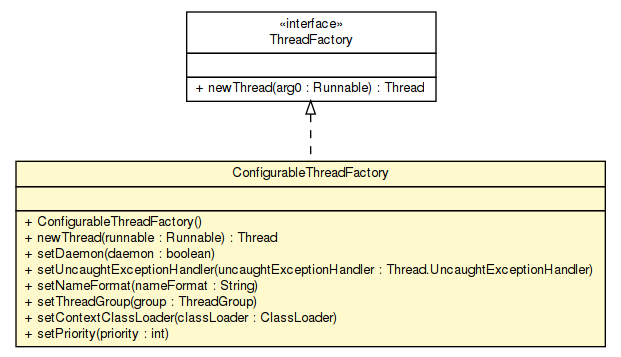 «interface»
ThreadFactory
+ newThread(arg0 : Runnable) : Thread
ConfigurableThreadFactory
+ ConfigurableThreadFactory()
+ newThread(runnable : Runnable) : Thread
+ setDaemon(daemon : boolean)
+ setUncaughtExceptionHandler(uncaughtExceptionHandler : Thread.UncaughtExceptionHandler)
+ setNameFormat(nameFormat : String)
+ setThreadGroup(group : ThreadGroup)
+ setContextClassLoader(classLoader : ClassLoader)
+ setPriority(priority : int)